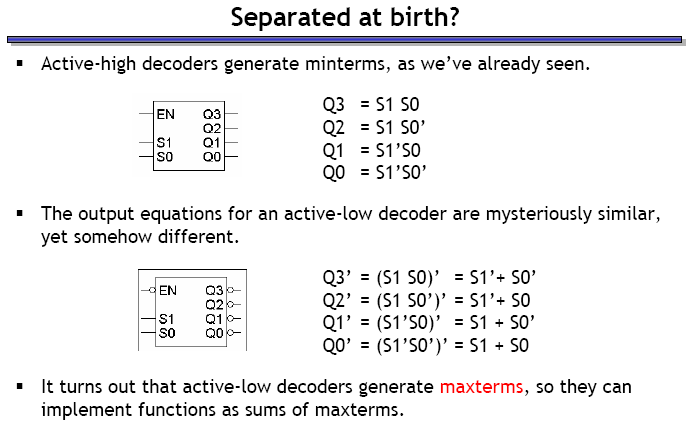 Separated at birth?
▪ Active-high decoders generate minterms, as we’ve already seen.
EN Q3
Q2
S1 Q1
S0 Q0
Q3 = S1 S0
Q2 = S1 S0’
Q1 = S1’S0
Q0 = S1’S0’
▪ The output equations for an active-low decoder are mysteriously similar,
yet somehow different.
EN Q3
Q2
S1 Q1
S0 Q0
Q3’ = (S1 S0)’ = S1’+ S0’
Q2’ = (S1 S0’)’ = S1’+ S0
Q1’ = (S1’S0)’ = S1 + S0’
Q0’ = (S1’S0’)’ = S1 + S0
▪ It turns out that active-low decoders generate maxterms, so they can
implement functions as sums of maxterms.